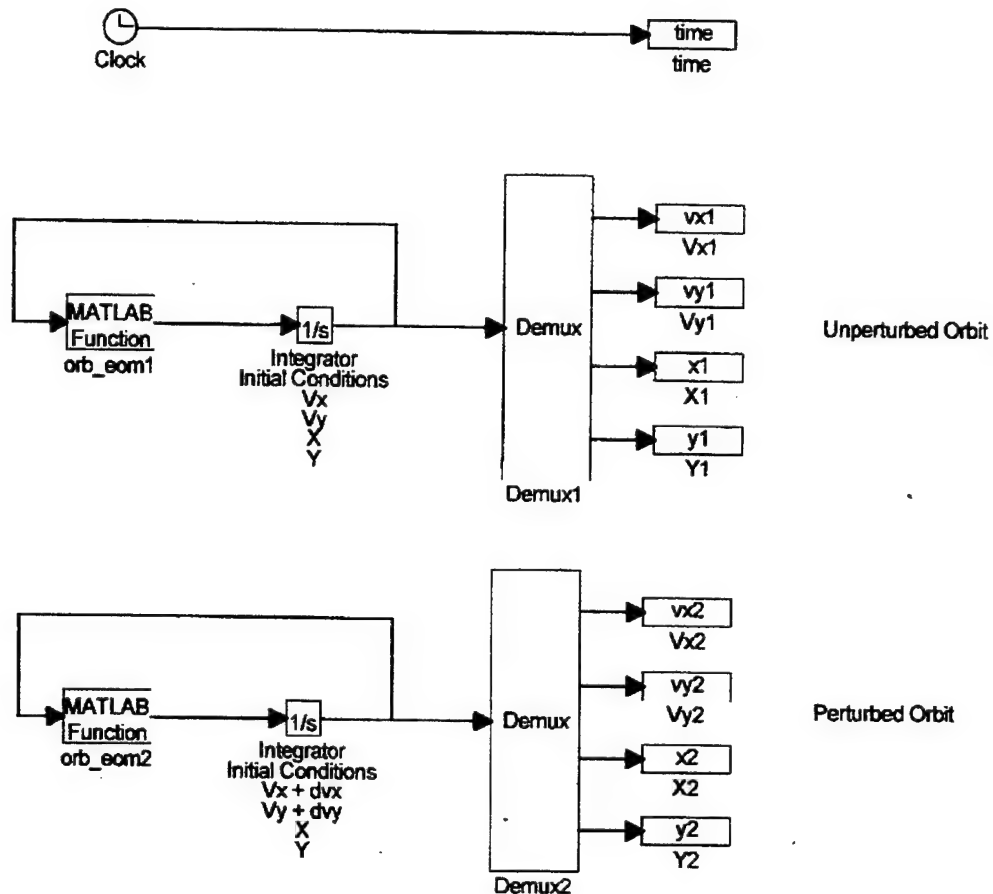 time
Clock
time
vx1
Vx1
vy1
Vy1
x1
X1
y1
Y1
Demux
Demux1
Unperturbed Orbit
MATLAB
Function
orb_eom1
1/s
Integrator
Initial Conditions
Vx
Vy
X
Y
vx2
Vx2
vy2
Vy2
x2
X2
y2
Y2
Demux
Demux2
Perturbed Orbit
MATLAB
Function
orb_eom2
1/s
Integrator
Initial Conditions
Vx + dvx
Vy + dvy
X
Y